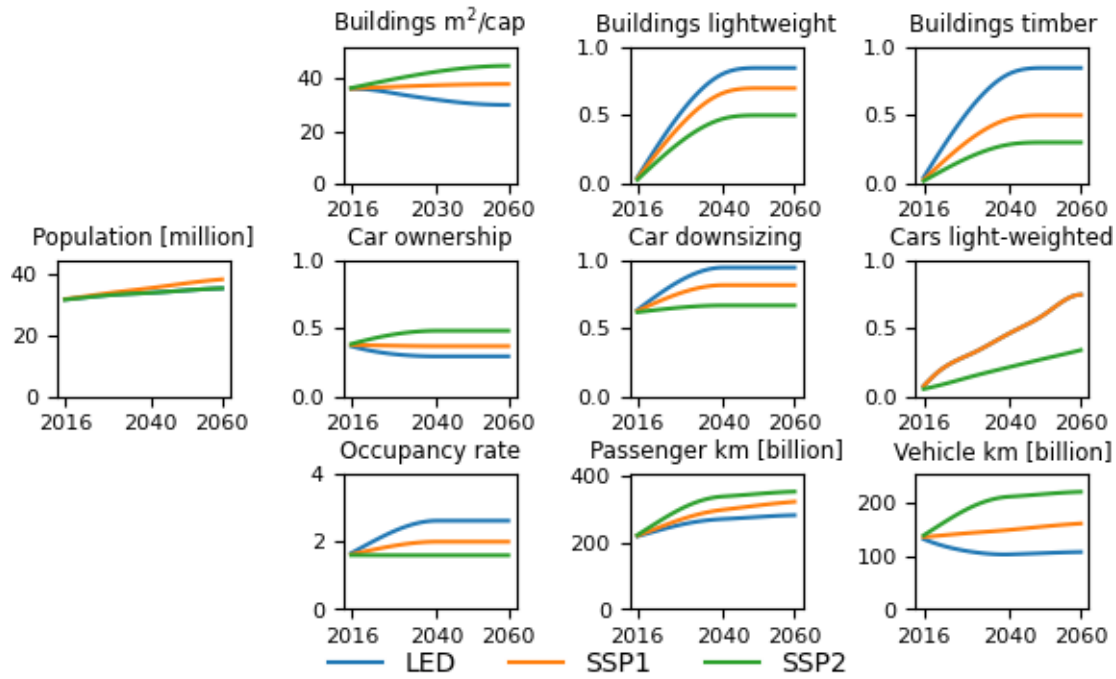 Buildings m²/cap Buildings lightweight Buildings timber
40 1.0 1.0
20 0.5 0.5
0 0.0 0.0
2016 2030 2060 2016 2040 2060 2016 2040 2060
Population [million] Car ownership Car downsizing Cars light-weighted
40 1.0 1.0 1.0
20 0.5 0.5 0.5
0 0.0 0.0 0.0
2016 2040 2060 2016 2040 2060 2016 2040 2060 2016 2040 2060
Occupancy rate Passenger km [billion] Vehicle km [billion]
4 400 200
2 200 100
0 0 0
2016 2040 2060 2016 2040 2060 2016 2040 2060
LED SSP1 SSP2